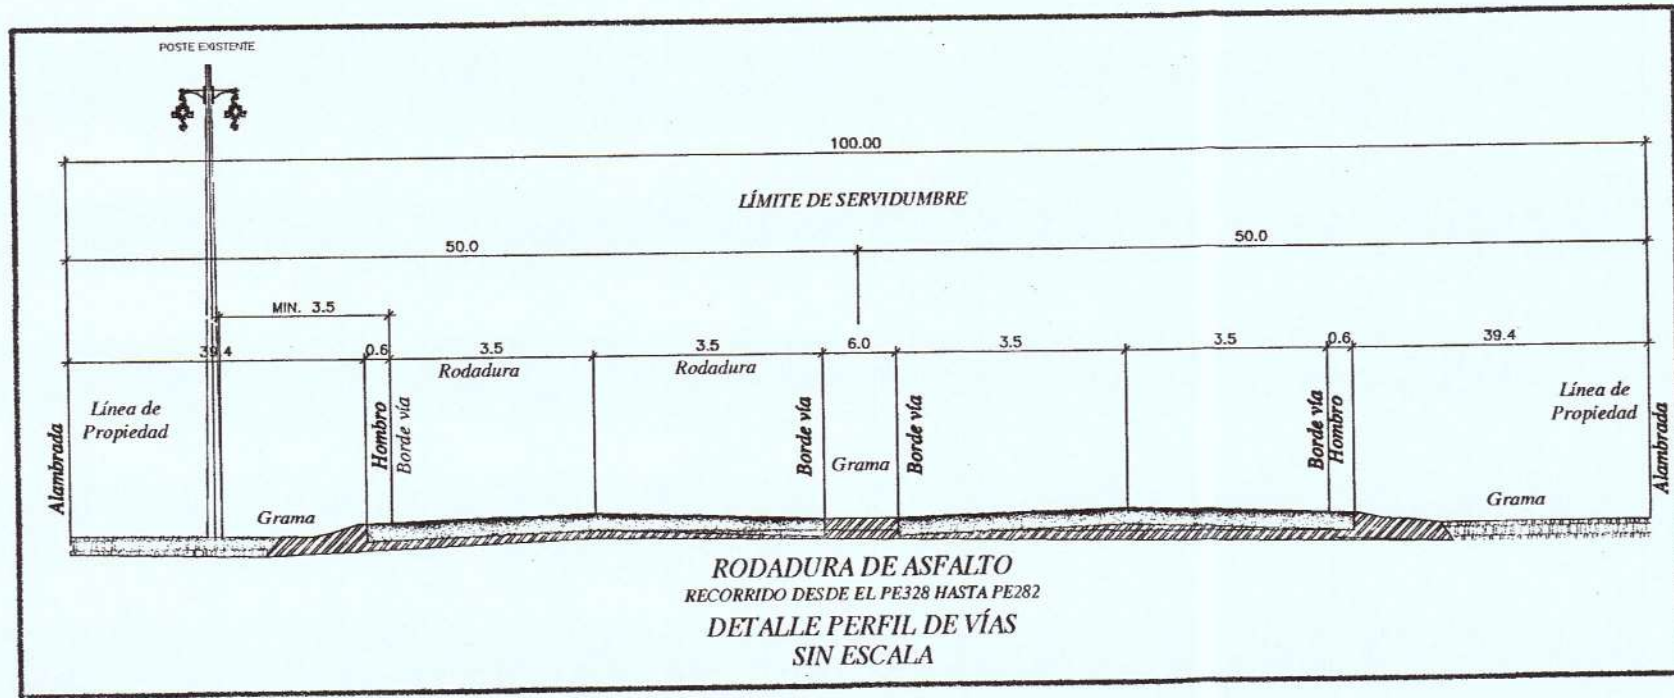 POSTE EXISTENTE
100.00
LÍMITE DE SERVIDUMBRE
50.0
50.0
MIN. 3.5
39.4
0.6
3.5
3.5
6.0
3.5
3.5
0.6
39.4
Rodadura
Rodadura
Línea de
Propiedad
Línea de
Propiedad
Alambrada
Hombro
Borde vía
Borde vía
Grama
Borde vía
Borde vía
Hombro
Alambrada
Grama
Grama
RODADURA DE ASFALTO
RECORRIDO DESDE EL PE328 HASTA PE282
DETALLE PERFIL DE VÍAS
SIN ESCALA